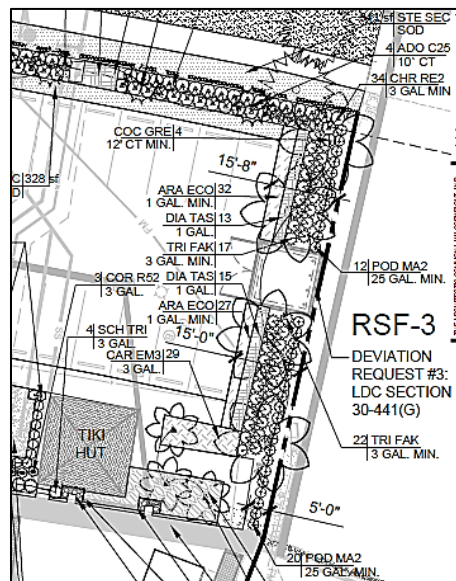 341 sf STE SEC
SOD
4 ADO C25
10' CT
34 CHR RE2
3 GAL MIN
COC GRE 4
12' CT MIN.
15'-8"
C 328 sf
D
ARA ECO 32
1 GAL. MIN.
DIA TAS 13
1 GAL.
TRI FAK 17
3 GAL. MIN.
DIA TAS 15
1 GAL.
12 POD MA2
25 GAL. MIN.
3 COR R52
3 GAL.
ARA ECO 27
1 GAL. MIN.
RSF-3
15'-0"
4 SCH TRI
3 GAL
CAR EM3 29
3 GAL.
DEVIATION
REQUEST #3:
LDC SECTION
30-441(G)
TIKI
HUT
22 TRI FAK
3 GAL. MIN.
5'-0"
20 POD MA2
25 GAL. MIN.
FM